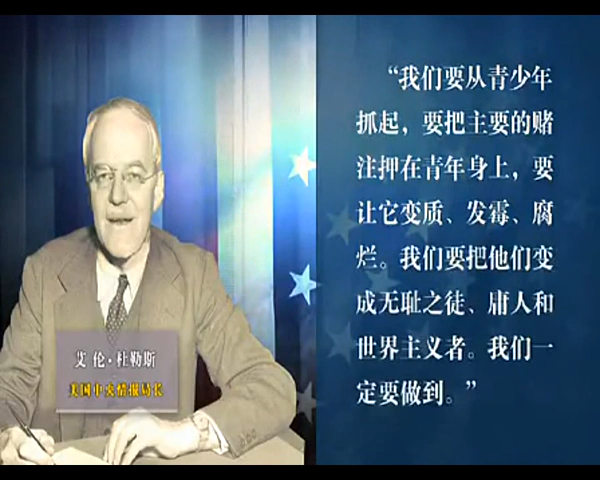 “我们要从青少年
抓起，要把主要的赌
注押在青年身上，要
让它变质、发霉、腐
烂。我们要把他们变
成无耻之徒、庸人和
世界主义者。我们一
定要做到。”
艾伦·杜勒斯
美国中央情报局长